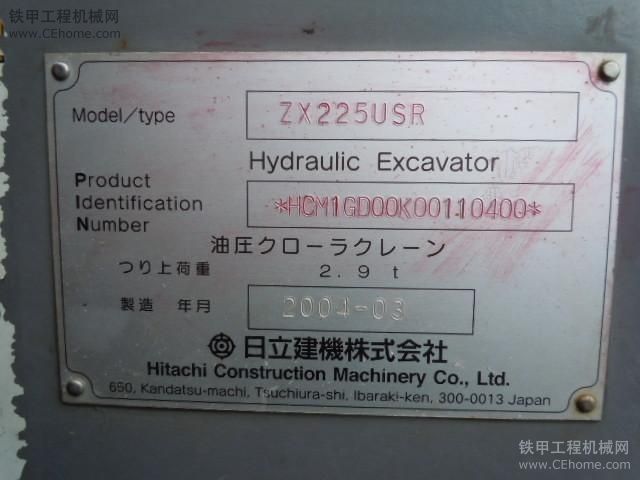 铁甲工程机械网
www.CEhome.com
Model/type ZX225USR
Hydraulic Excavator
Product
Identification *HCM1GD00K00110400*
Number
油圧クローラクレーン
つり上荷重 2.9t
製造 年月 2004-03
日立建機株式会社
Hitachi Construction Machinery Co., Ltd.
650, Kandatsu-machi, Tsuchiura-shi, Ibaraki-ken, 300-0013 Japan
铁甲工程机械网
www.CEhome.com